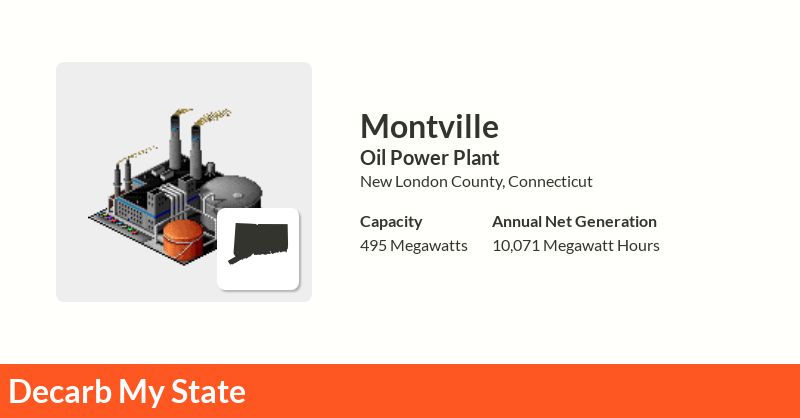 Montville
Oil Power Plant
New London County, Connecticut
Capacity
495 Megawatts
Annual Net Generation
10,071 Megawatt Hours
Decarb My State